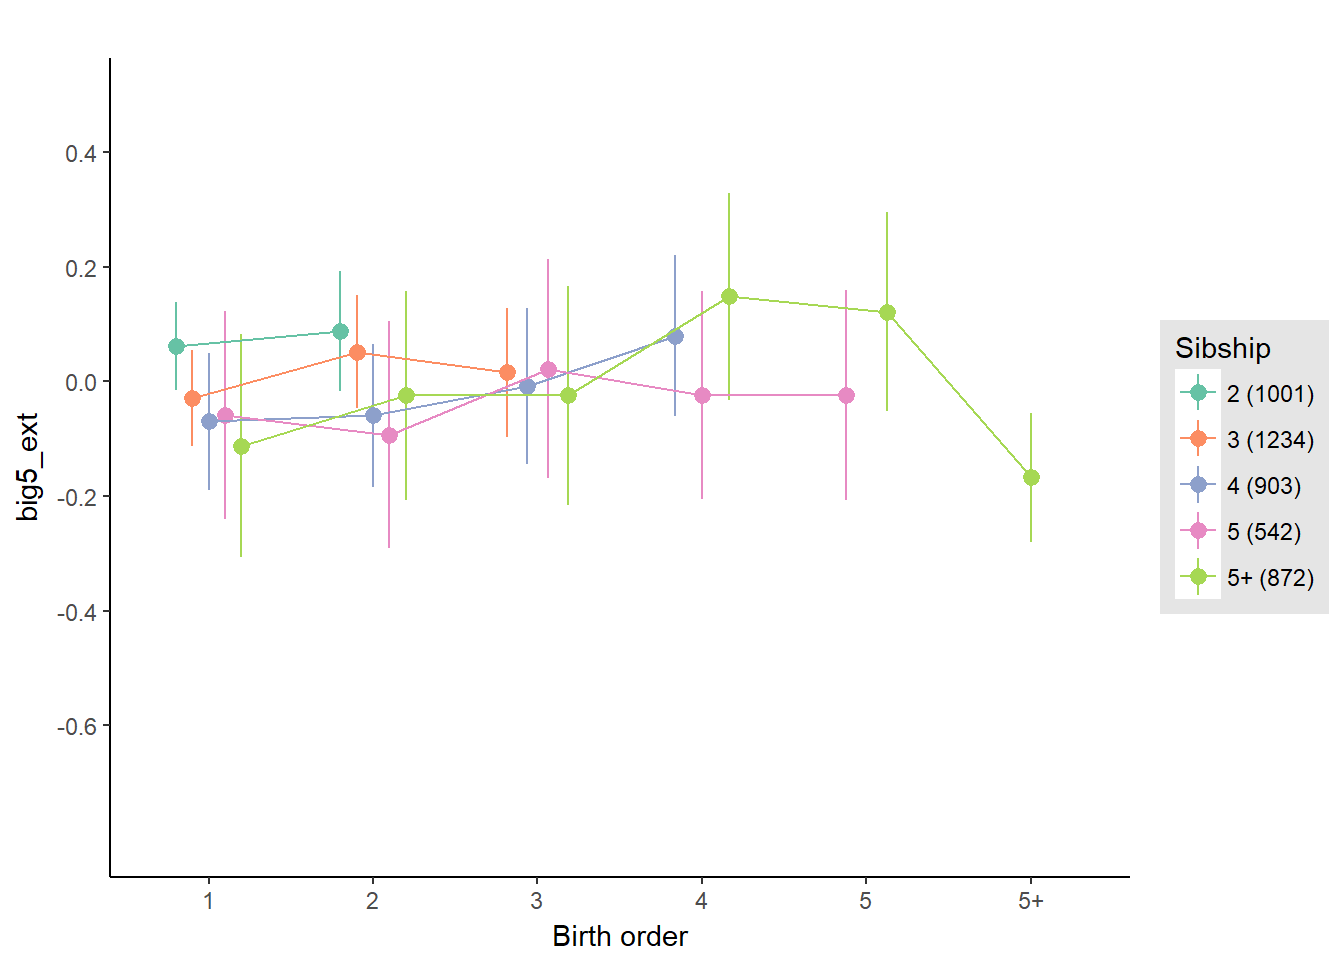 0.4
0.2
0.0
-0.2
-0.4
-0.6
big5_ext
1 2 3 4 5 5+
Birth order
Sibship
2 (1001)
3 (1234)
4 (903)
5 (542)
5+ (872)